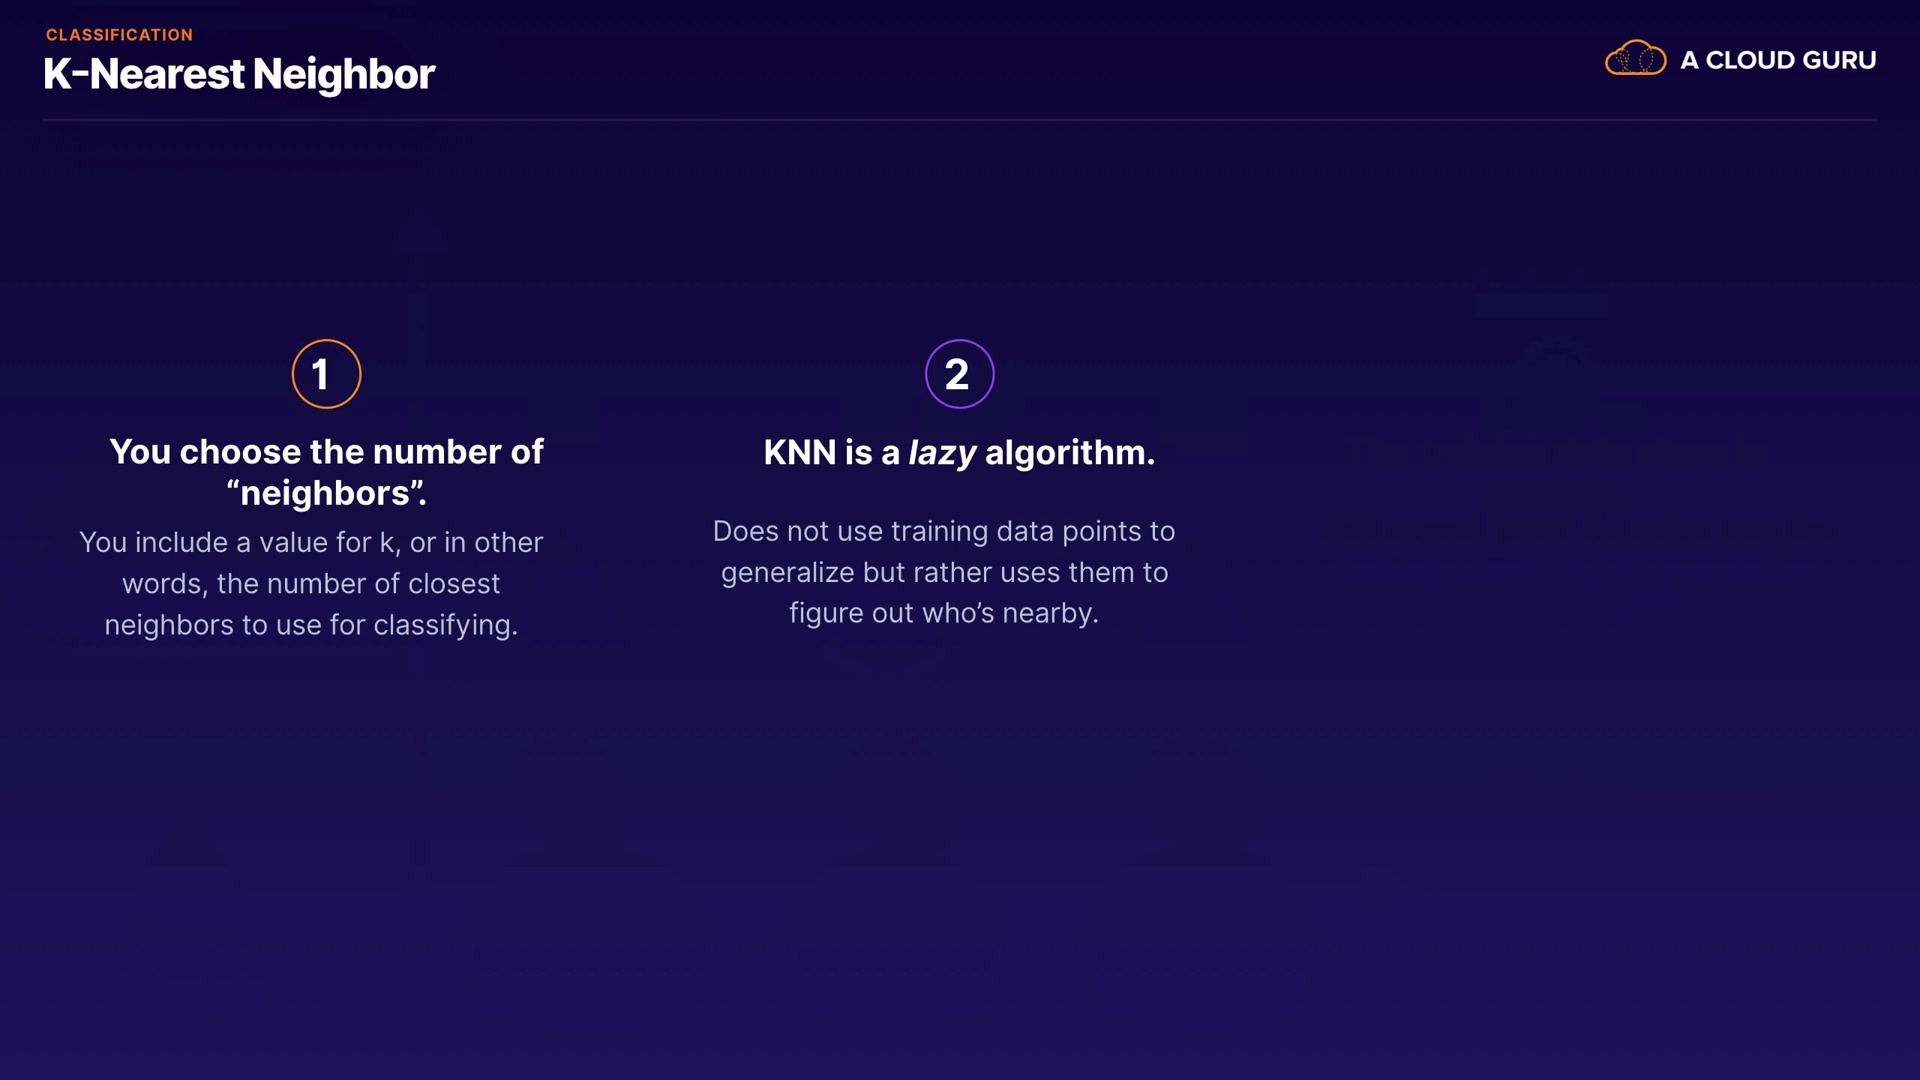 CLASSIFICATION
K-Nearest Neighbor
A CLOUD GURU
1
You choose the number of
“neighbors”.
You include a value for k, or in other
words, the number of closest
neighbors to use for classifying.
2
KNN is a lazy algorithm.
Does not use training data points to
generalize but rather uses them to
figure out who’s nearby.